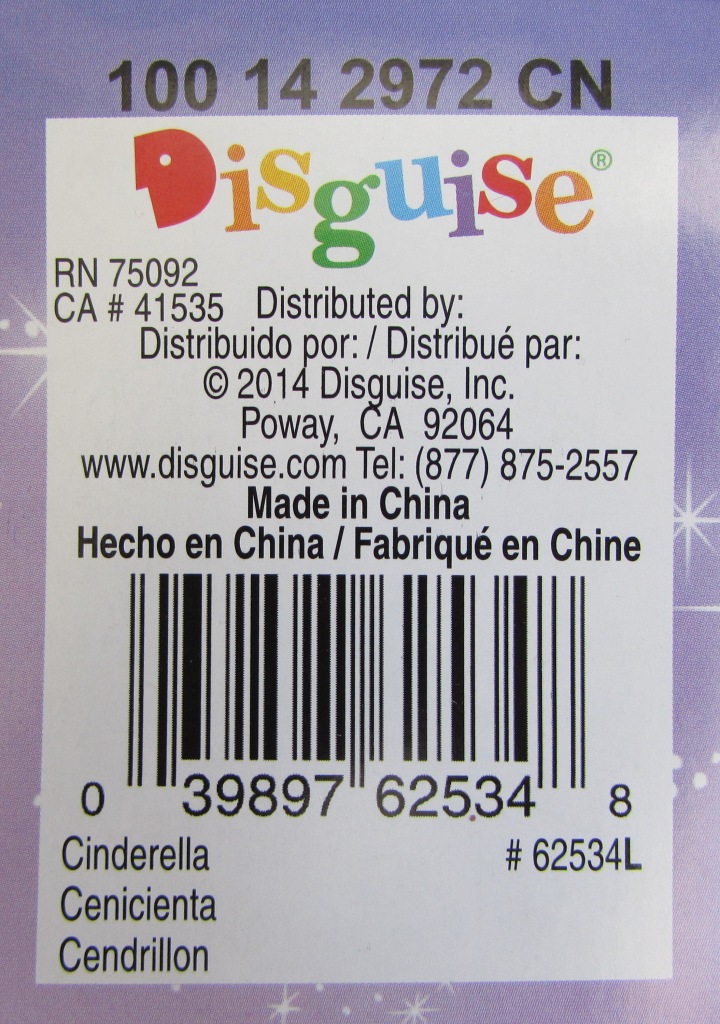 100 14 2972 CN
Disguise®
RN 75092
CA # 41535 Distributed by:
Distribuido por: / Distribué par:
© 2014 Disguise, Inc.
Poway, CA 92064
www.disguise.com Tel: (877) 875-2557
Made in China
Hecho en China / Fabriqué en Chine
0 39897 62534 8
Cinderella # 62534L
Cenicienta
Cendrillon